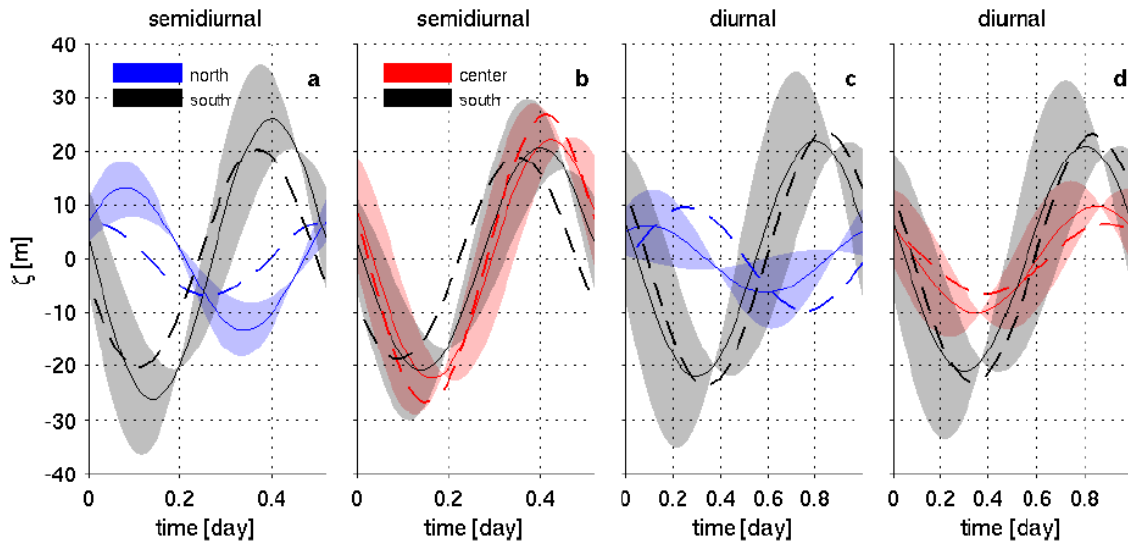 semidiurnal semidiurnal diurnal diurnal
40
30
20
10
0
-10
-20
-30
-40
ζ [m]
north
south
a
center
south
b
c
d
0 0.2 0.4
0 0.2 0.4
0 0.2 0.4 0.6 0.8
0 0.2 0.4 0.6 0.8
time [day] time [day] time [day] time [day]